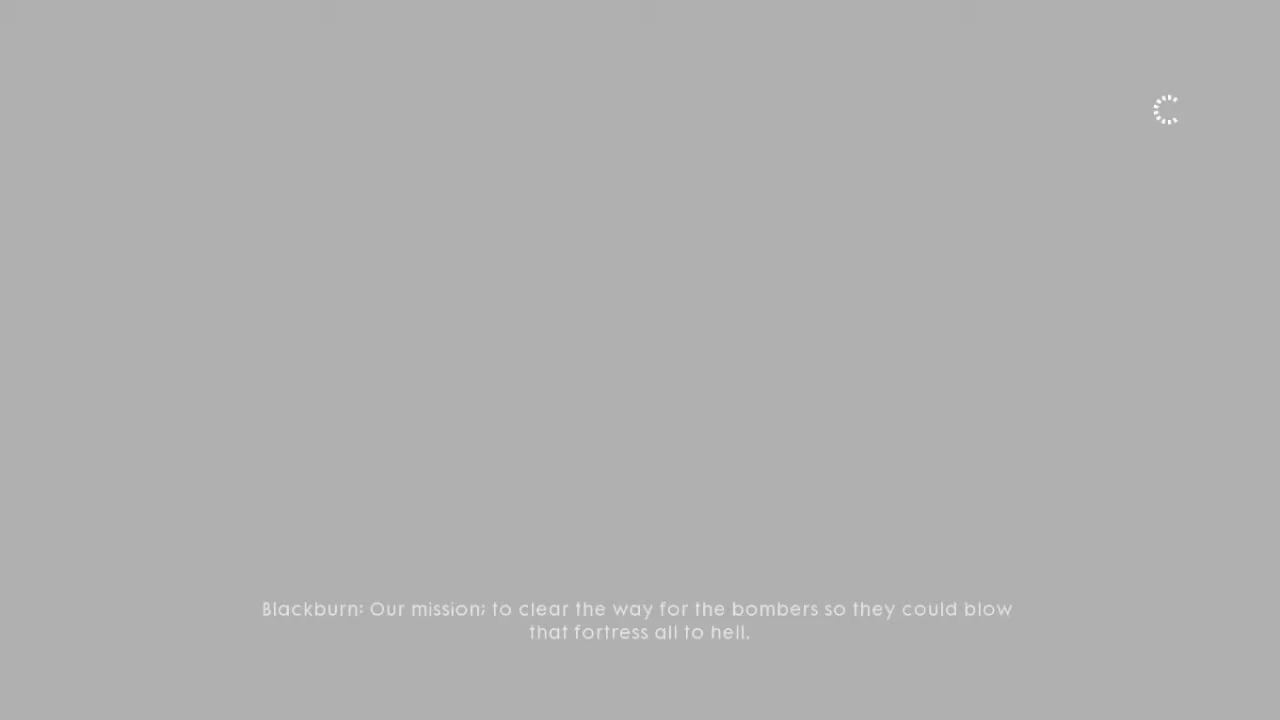 Blackburn: Our mission; to clear the way for the bombers so they could blow
that fortress all to hell.